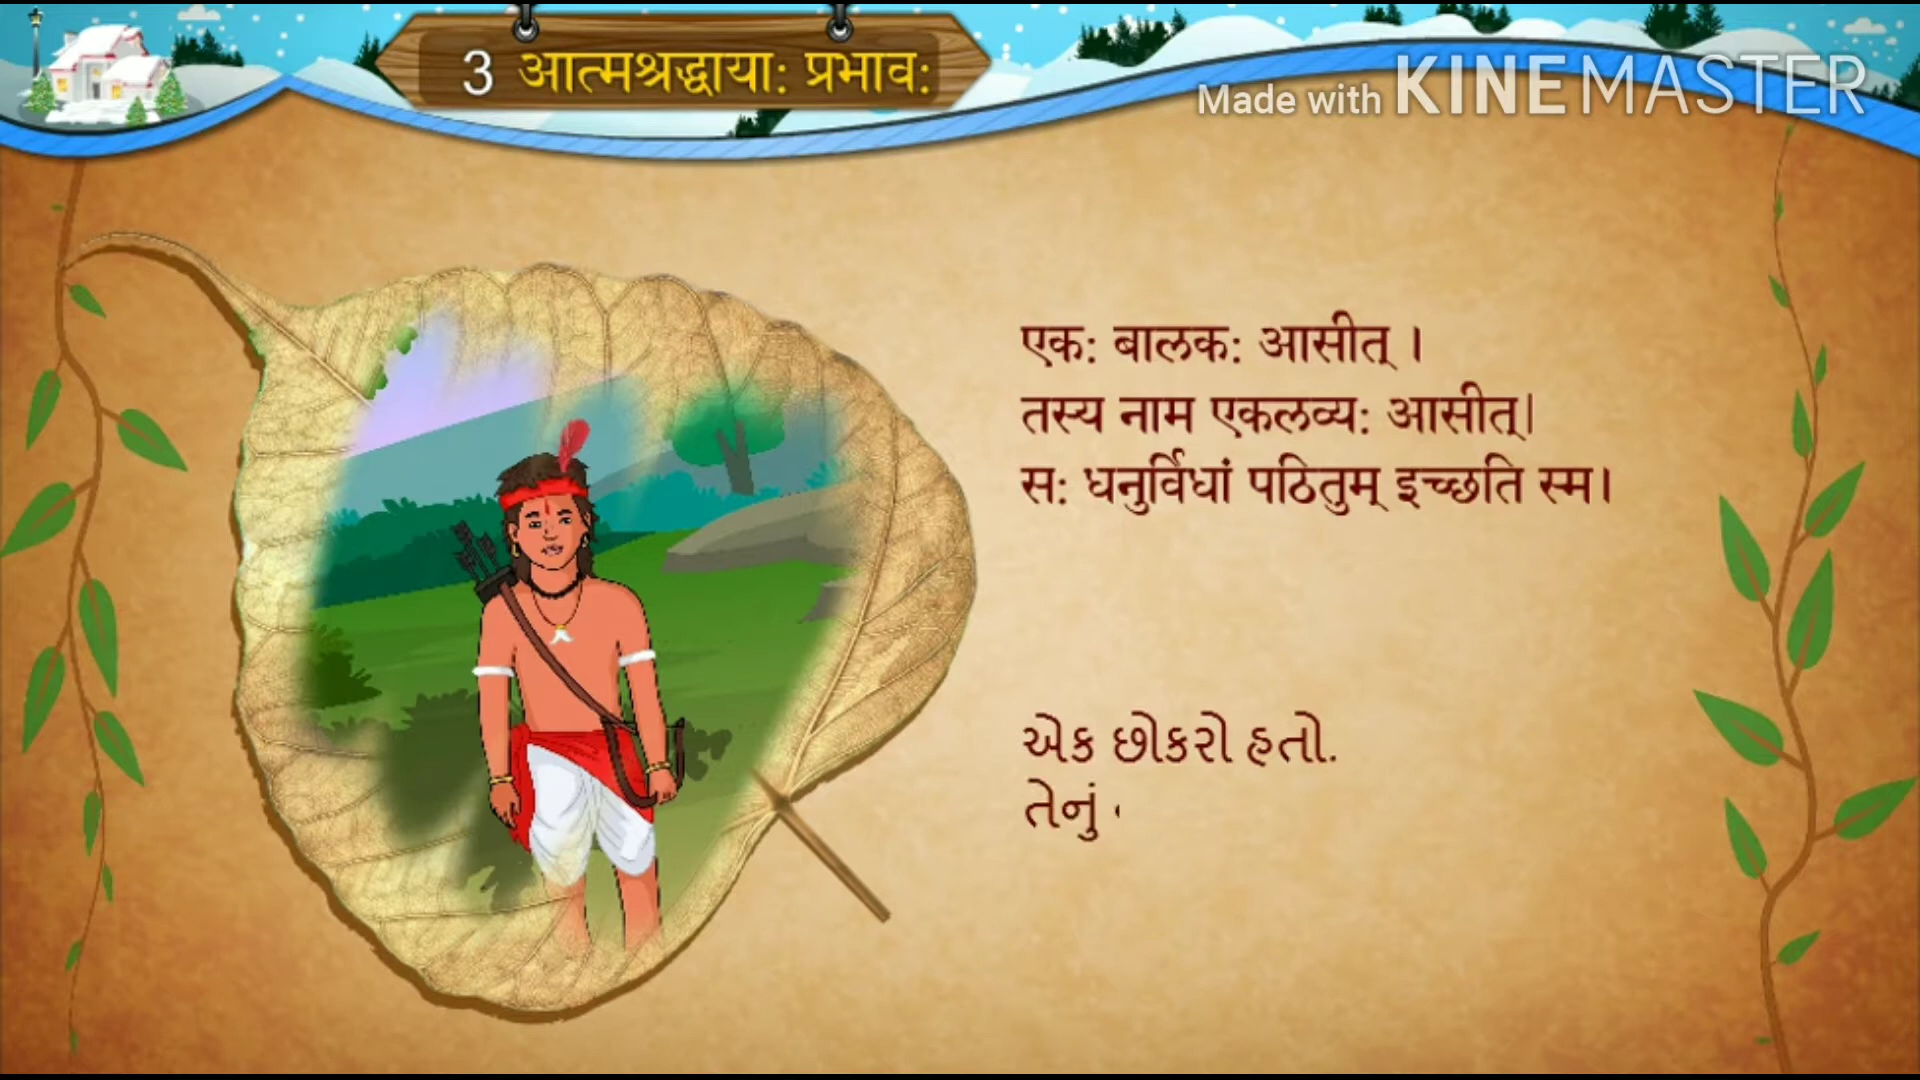 3 आत्मश्रद्धायाः प्रभावः
Made with KINEMASTER
एकः बालकः आसीत् ।
तस्य नाम एकलव्यः आसीत्।
सः धनुर्विधां पठितुम् इच्छति स्म।
એક છોકરો હતો.
તેનું